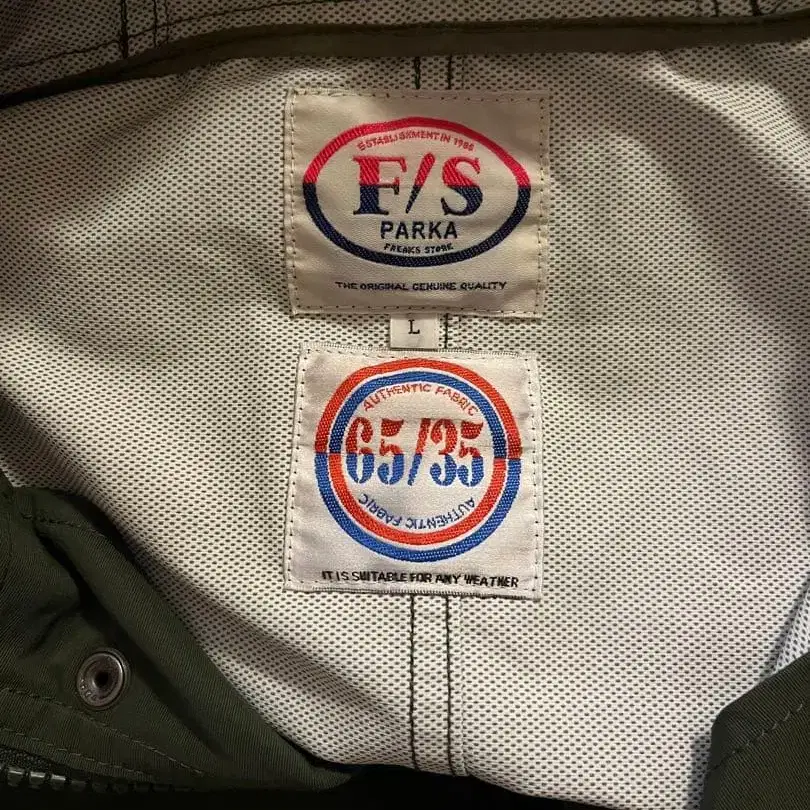 ESTABLISHMENT IN 1986
F/S
PARKA
FREAKS STORE
THE ORIGINAL GENUINE QUALITY
L
AUTHENTIC FABRIC
65/35
AUTHENTIC FABRIC
IT IS SUITABLE FOR ANY WEATHER